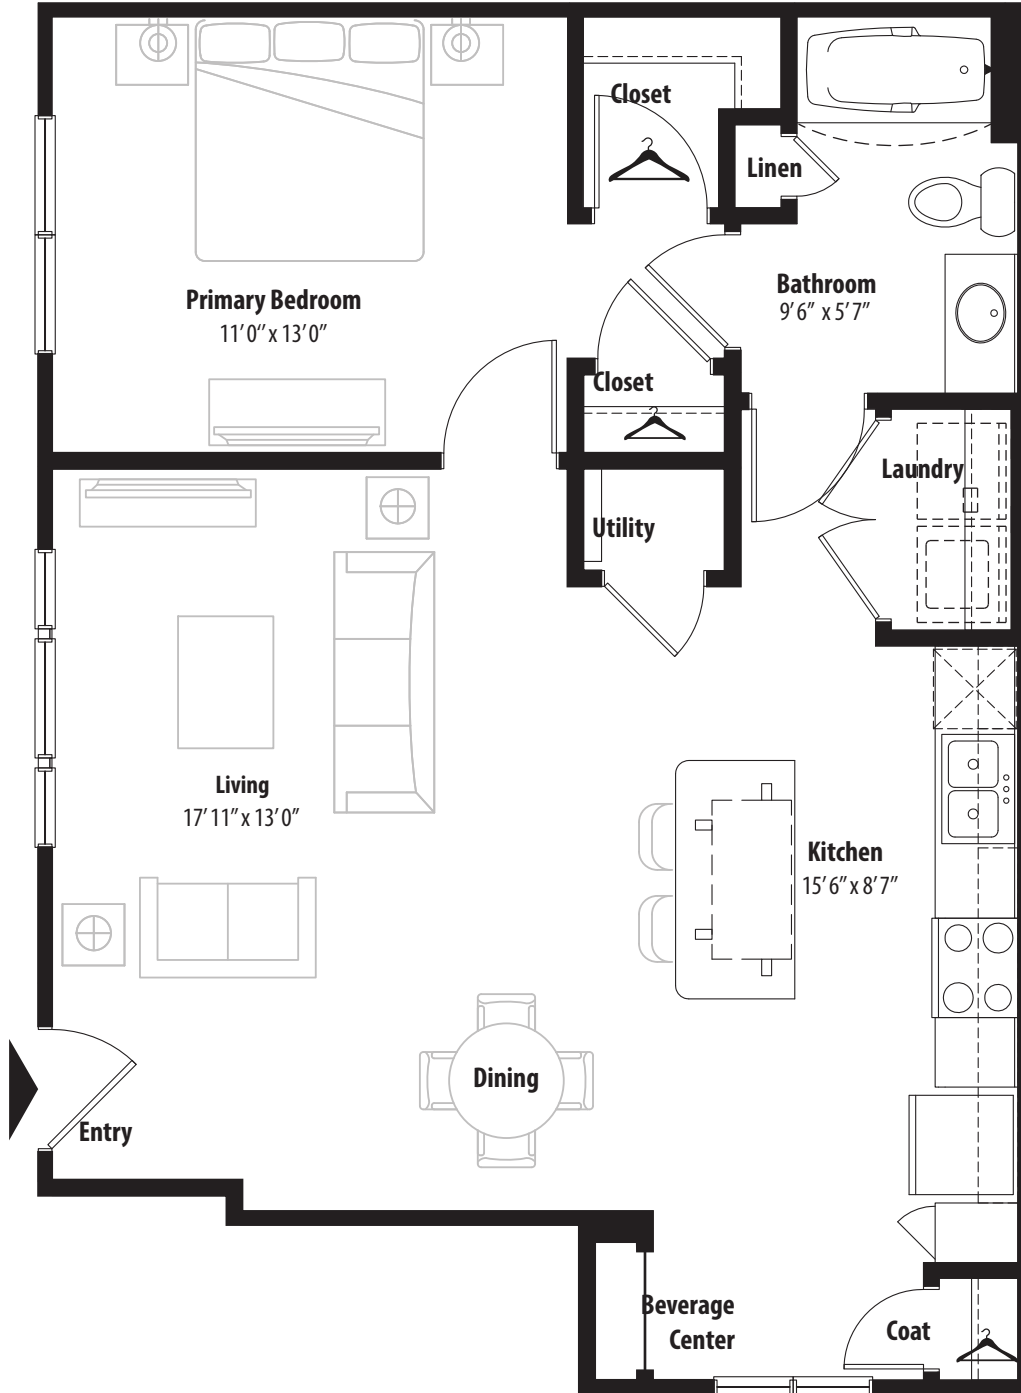 Closet
Linen
Primary Bedroom
11'0" x 13'0"
Bathroom
9'6" x 5'7"
Closet
Laundry
Utility
Living
17'11" x 13'0"
Kitchen
15'6" x 8'7"
Dining
Entry
Beverage
Center
Coat